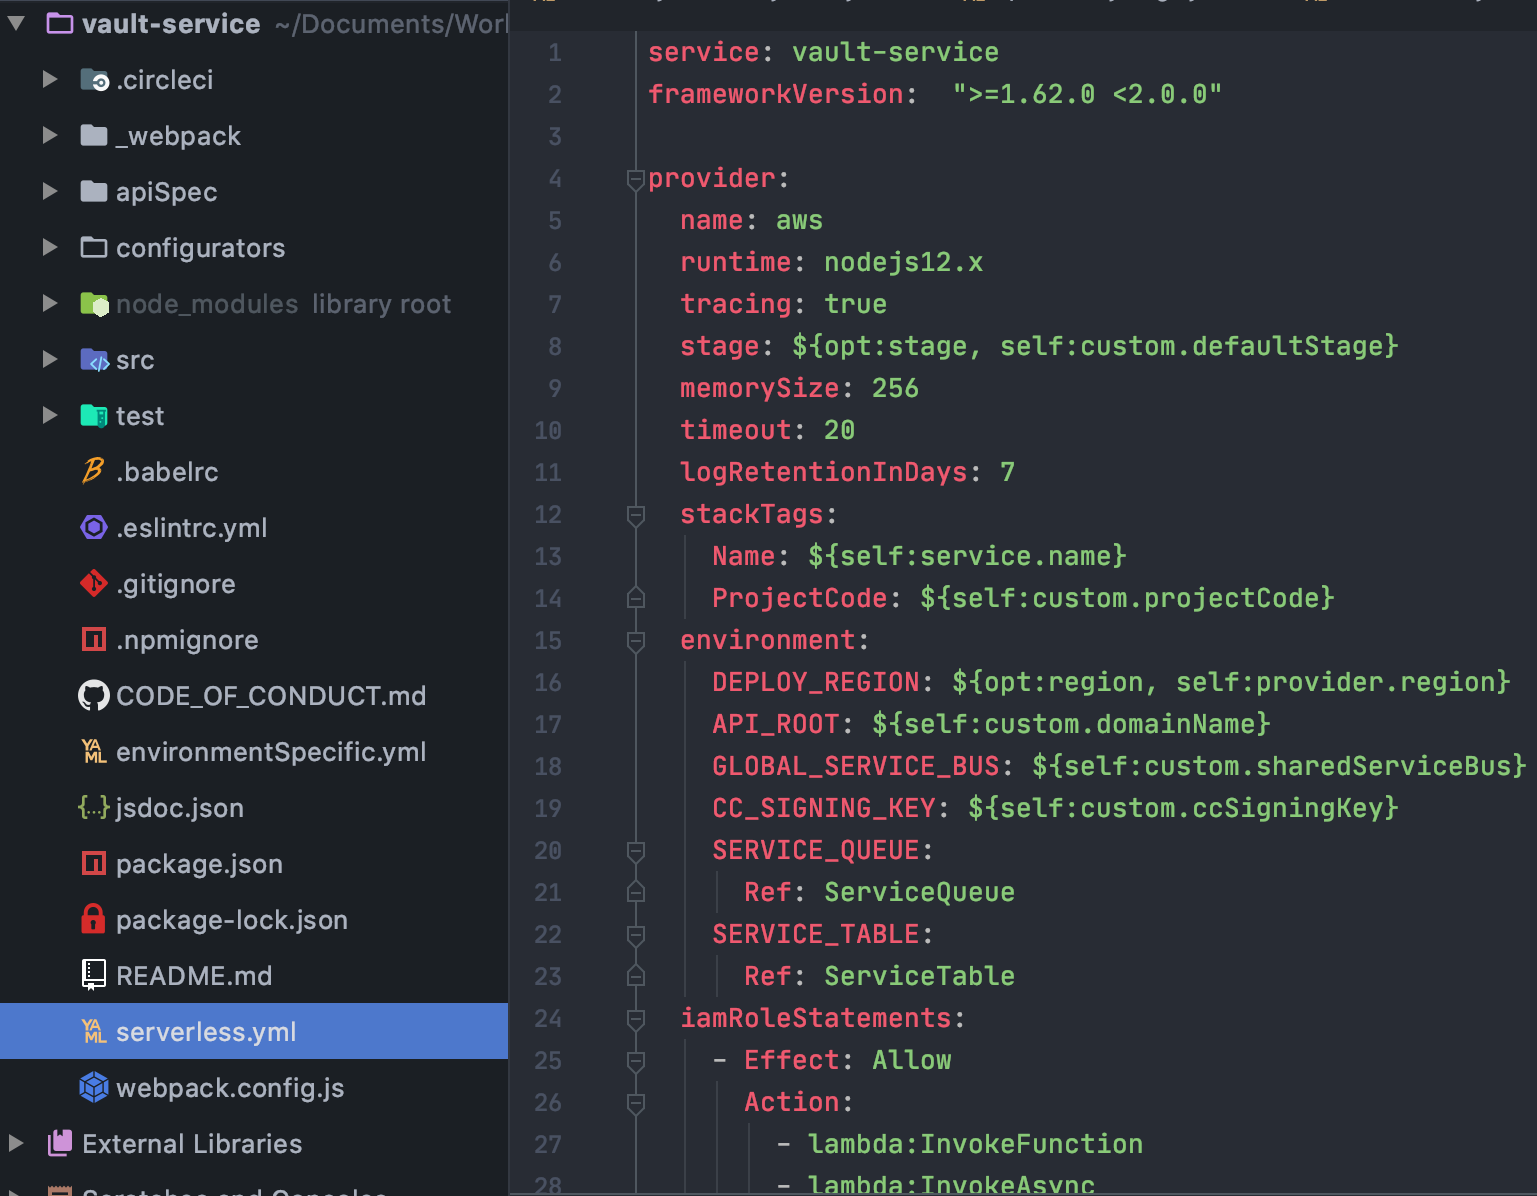 vault-service ~/Documents/Worl
.circleci
_webpack
apiSpec
configurators
node_modules library root
src
test
.babelrc
.eslintrc.yml
.gitignore
.npmignore
CODE_OF_CONDUCT.md
environmentSpecific.yml
jsdoc.json
package.json
package-lock.json
README.md
serverless.yml
webpack.config.js
External Libraries
Scratches and Consoles
1 service: vault-service
2 frameworkVersion: ">=1.62.0 <2.0.0"
3
4 provider:
5 name: aws
6 runtime: nodejs12.x
7 tracing: true
8 stage: ${opt:stage, self:custom.defaultStage}
9 memorySize: 256
10 timeout: 20
11 logRetentionInDays: 7
12 stackTags:
13 Name: ${self:service.name}
14 ProjectCode: ${self:custom.projectCode}
15 environment:
16 DEPLOY_REGION: ${opt:region, self:provider.region}
17 API_ROOT: ${self:custom.domainName}
18 GLOBAL_SERVICE_BUS: ${self:custom.sharedServiceBus}
19 CC_SIGNING_KEY: ${self:custom.ccSigningKey}
20 SERVICE_QUEUE:
21 Ref: ServiceQueue
22 SERVICE_TABLE:
23 Ref: ServiceTable
24 iamRoleStatements:
25 - Effect: Allow
26 Action:
27 - lambda:InvokeFunction
28 - lambda:InvokeAsync